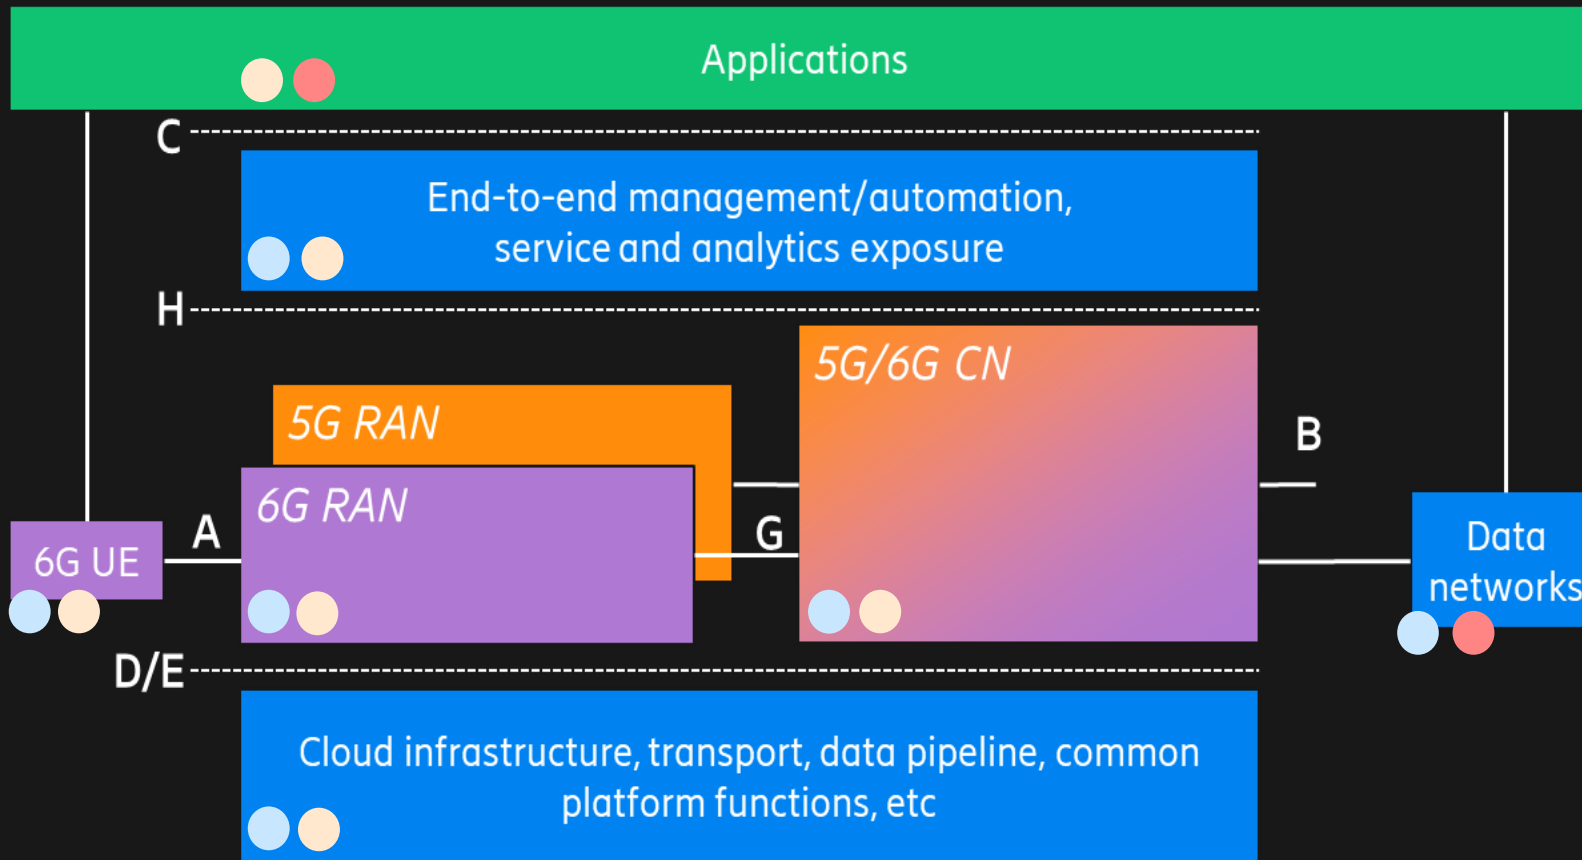 Applications
C
End-to-end management/automation,
service and analytics exposure
H
5G/6G CN
5G RAN
B
6G RAN
A
G
6G UE
Data
networks
D/E
Cloud infrastructure, transport, data pipeline, common
platform functions, etc